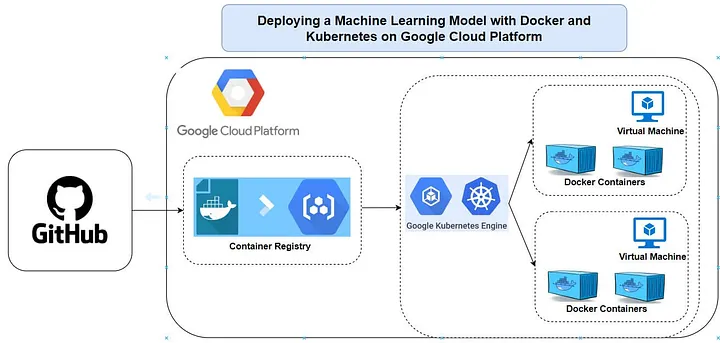 Deploying a Machine Learning Model with Docker and
Kubernetes on Google Cloud Platform
Google Cloud Platform
GitHub
Container Registry
Google Kubernetes Engine
Virtual Machine
Docker Containers
Virtual Machine
Docker Containers